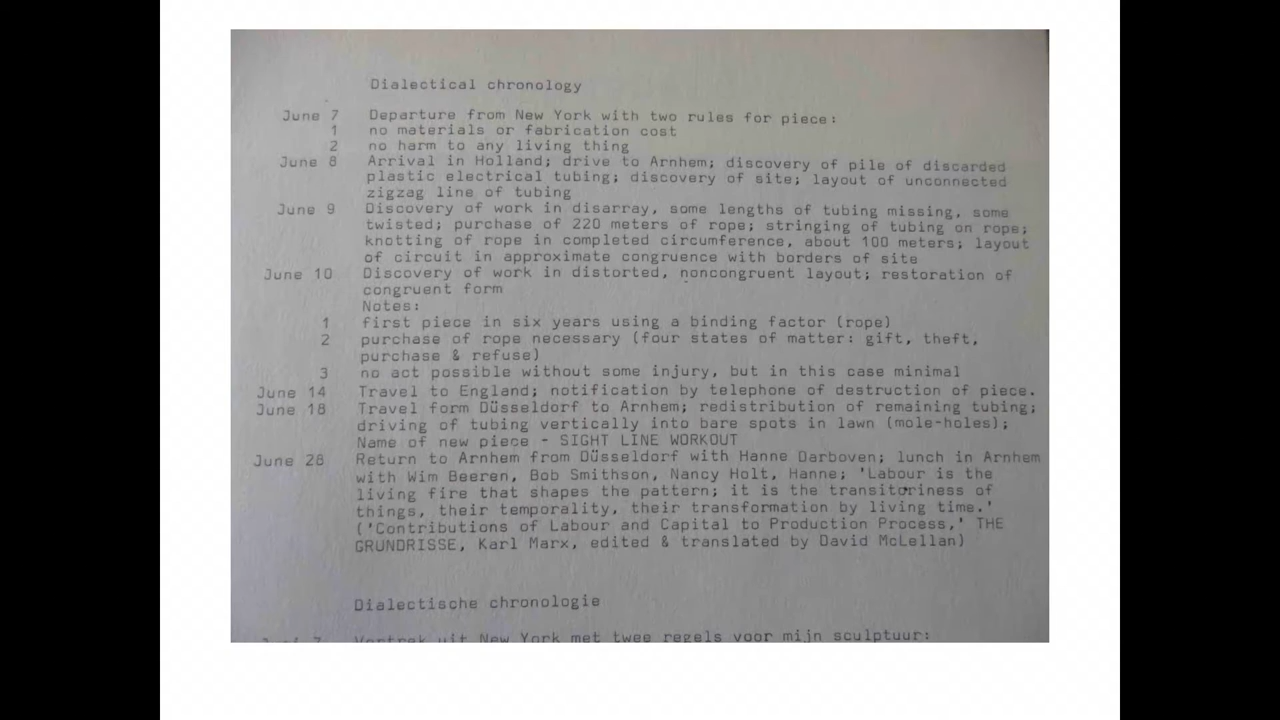 Dialectical chronology
June 7 Departure from New York with two rules for piece:
1 no materials or fabrication cost
2 no harm to any living thing
June 8 Arrival in Holland; drive to Arnhem; discovery of pile of discarded
plastic electrical tubing; discovery of site; layout of unconnected
zigzag line of tubing
June 9 Discovery of work in disarray, some lengths of tubing missing, some
twisted; purchase of 220 meters of rope; stringing of tubing on rope;
knotting of rope in completed circumference, about 100 meters; layout
of circuit in approximate congruence with borders of site
June 10 Discovery of work in distorted, noncongruent layout; restoration of
congruent form
Notes:
1 first piece in six years using a binding factor (rope)
2 purchase of rope necessary (four states of matter: gift, theft,
purchase & refuse)
3 no act possible without some injury, but in this case minimal
June 14 Travel to England; notification by telephone of destruction of piece.
June 18 Travel form Düsseldorf to Arnhem; redistribution of remaining tubing;
driving of tubing vertically into bare spots in lawn (mole-holes);
Name of new piece - SIGHT LINE WORKOUT
June 28 Return to Arnhem from Düsseldorf with Hanne Darboven; lunch in Arnhem
with Wim Beeren, Bob Smithson, Nancy Holt, Hanne; 'Labour is the
living fire that shapes the pattern; it is the transitoriness of
things, their temporality, their transformation by living time.'
('Contributions of Labour and Capital to Production Process,' THE
GRUNDRISSE, Karl Marx, edited & translated by David McLellan)
Dialectische chronologie
Vertrek uit New York met twee regels voor mijn sculptuur: